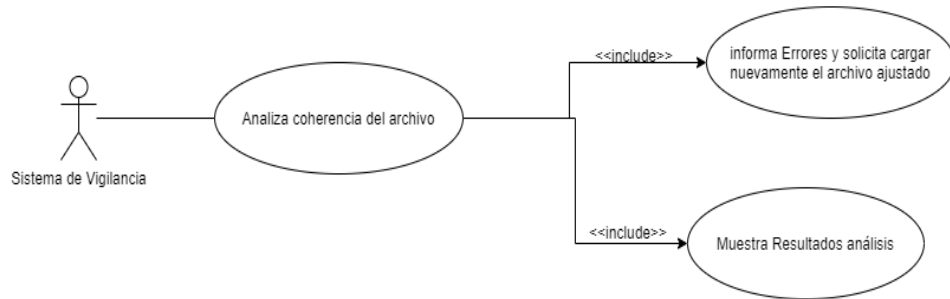 <<include>>
informa Errores y solicita cargar
nuevamente el archivo ajustado
Analiza coherencia del archivo
Sistema de Vigilancia
<<include>>
Muestra Resultados análisis